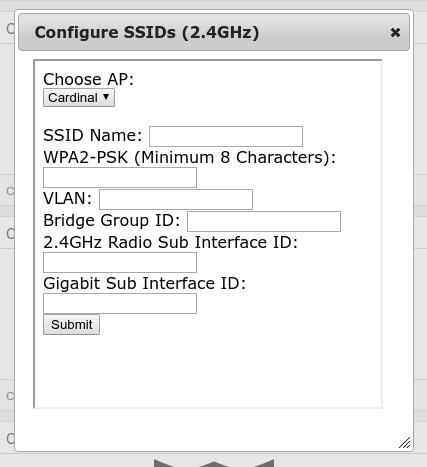 Configure SSIDs (2.4GHz)
Choose AP:
Cardinal
SSID Name:
WPA2-PSK (Minimum 8 Characters):
VLAN:
Bridge Group ID:
2.4GHz Radio Sub Interface ID:
Gigabit Sub Interface ID:
Submit